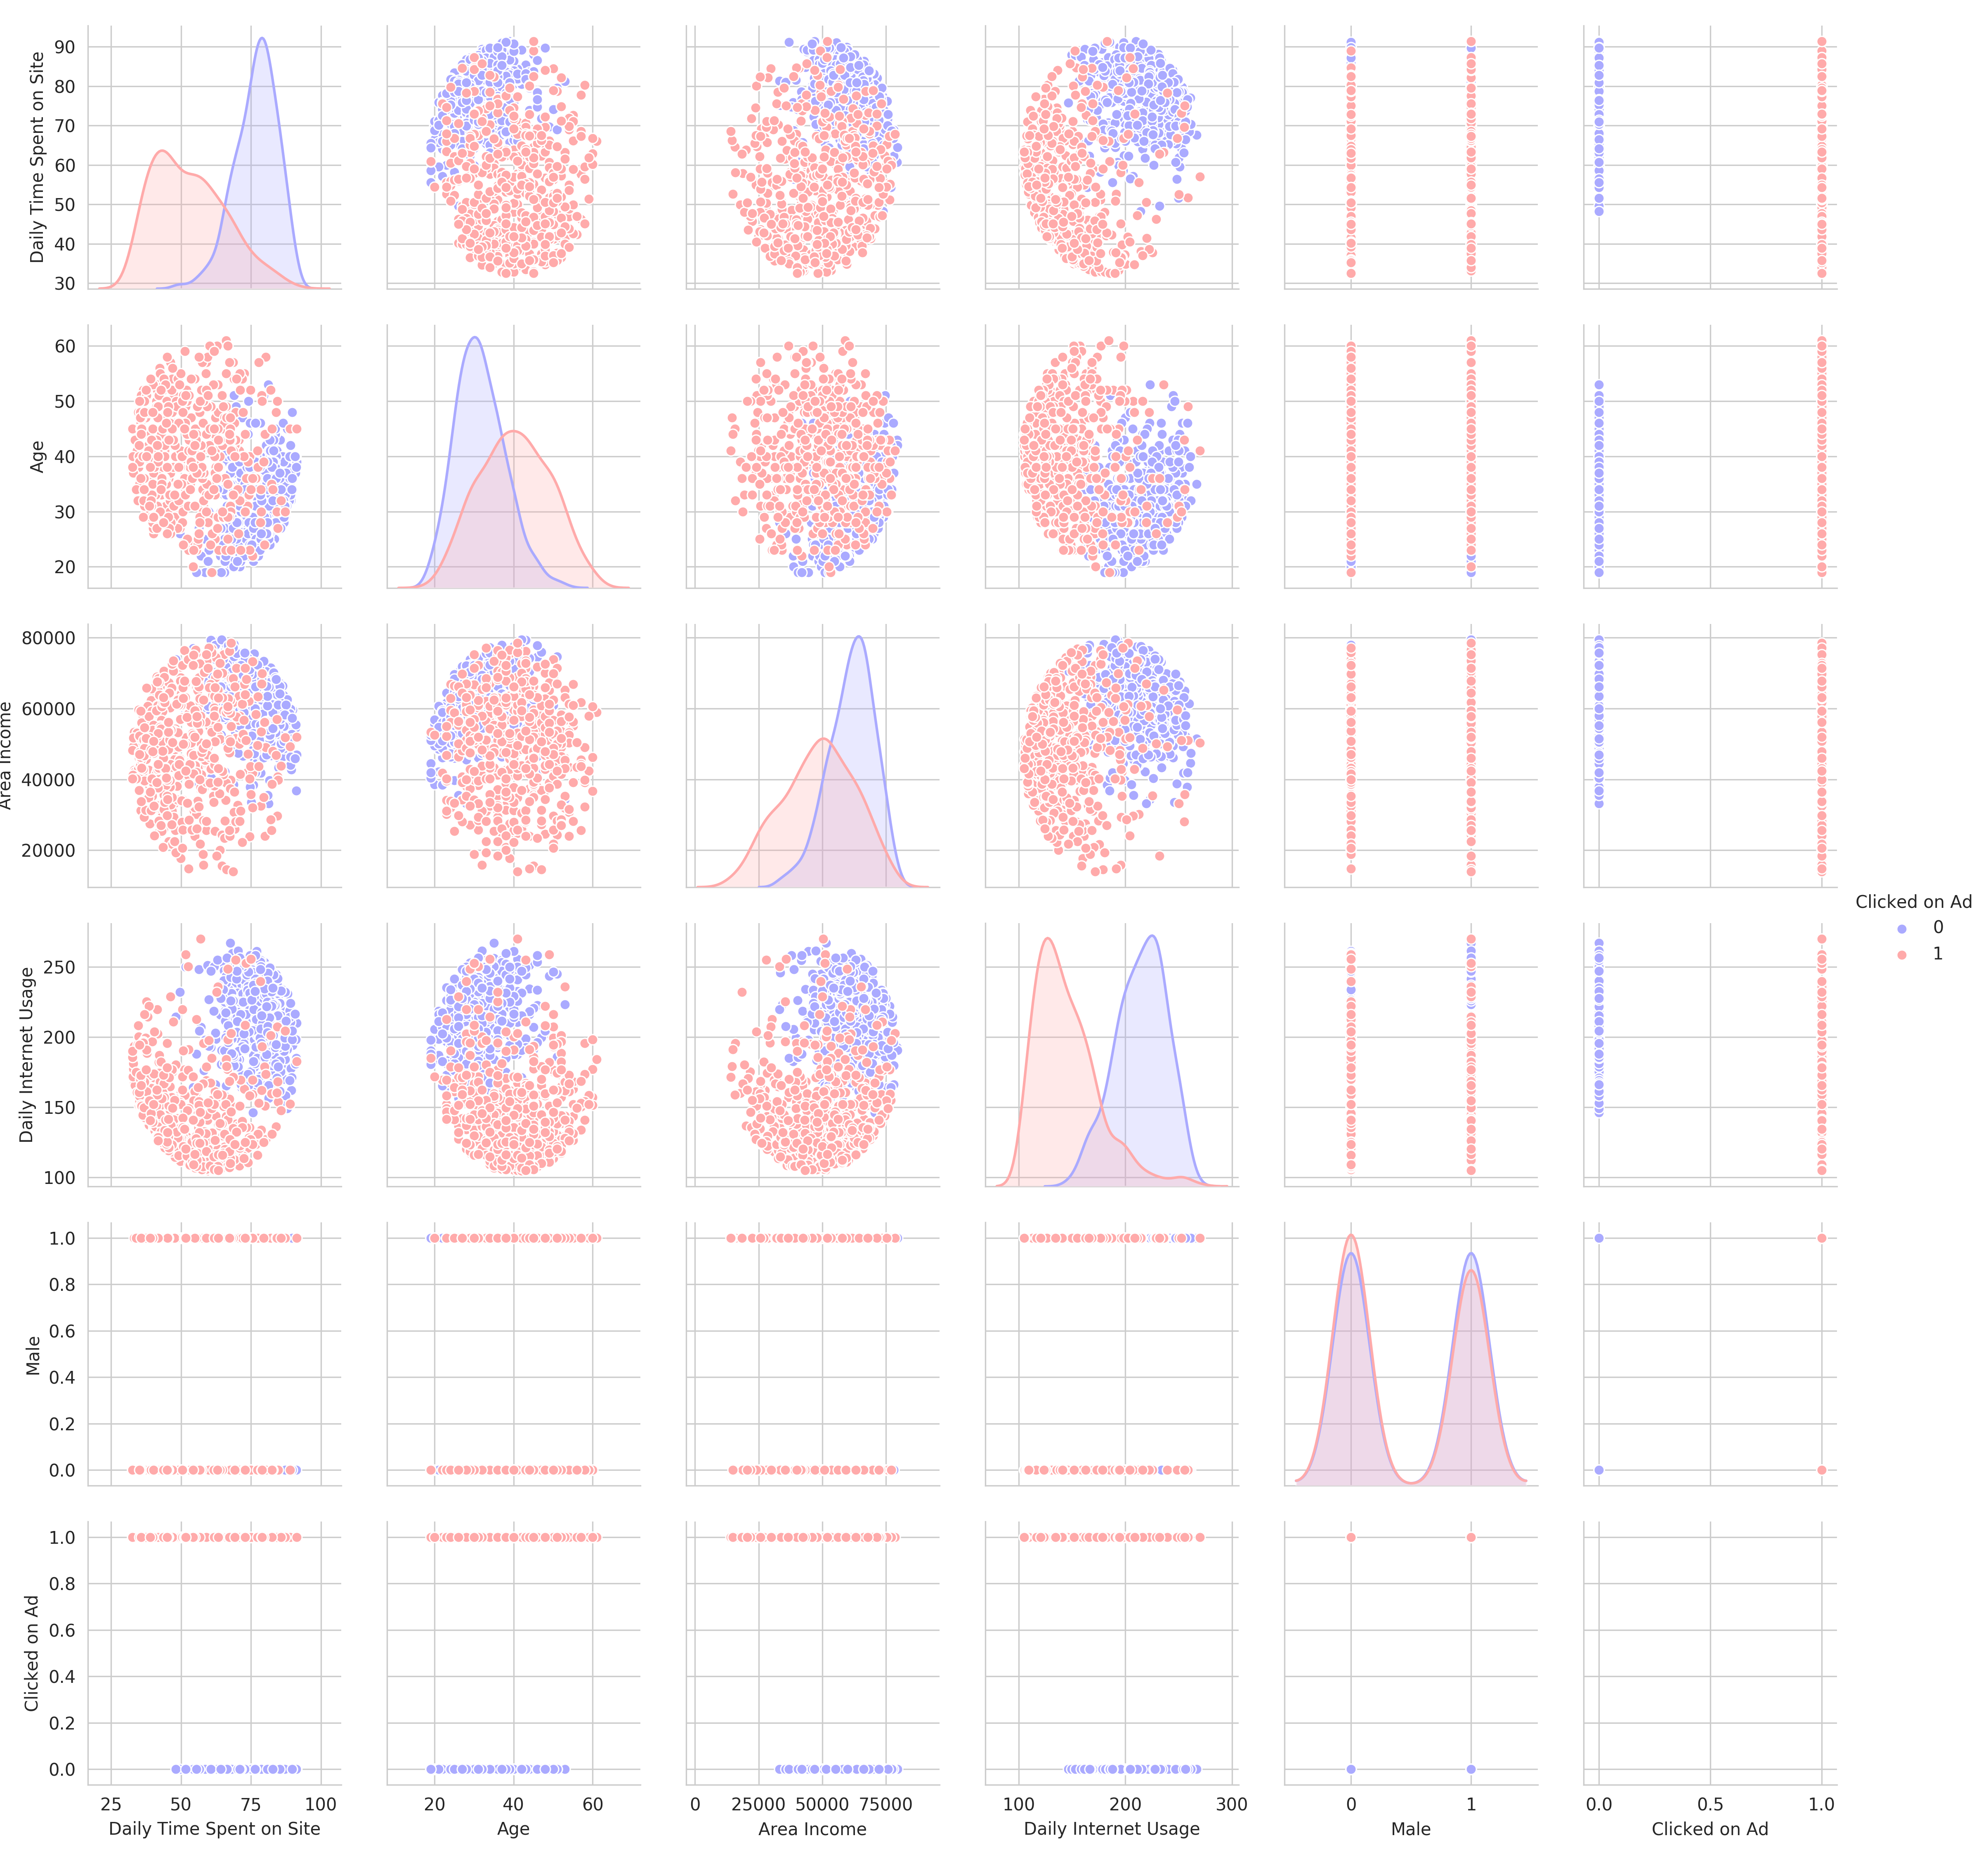 90
80
70
60
50
40
30
Daily Time Spent on Site
60
50
40
30
20
Age
80000
60000
40000
20000
Area Income
Clicked on Ad
0
1
250
200
150
100
Daily Internet Usage
1.0
0.8
0.6
0.4
0.2
0.0
Male
1.0
0.8
0.6
0.4
0.2
0.0
Clicked on Ad
25 50 75 100
20 40 60
0 25000 50000 75000
100 200 300
0 1
0.0 0.5 1.0
Daily Time Spent on Site
Age
Area Income
Daily Internet Usage
Male
Clicked on Ad